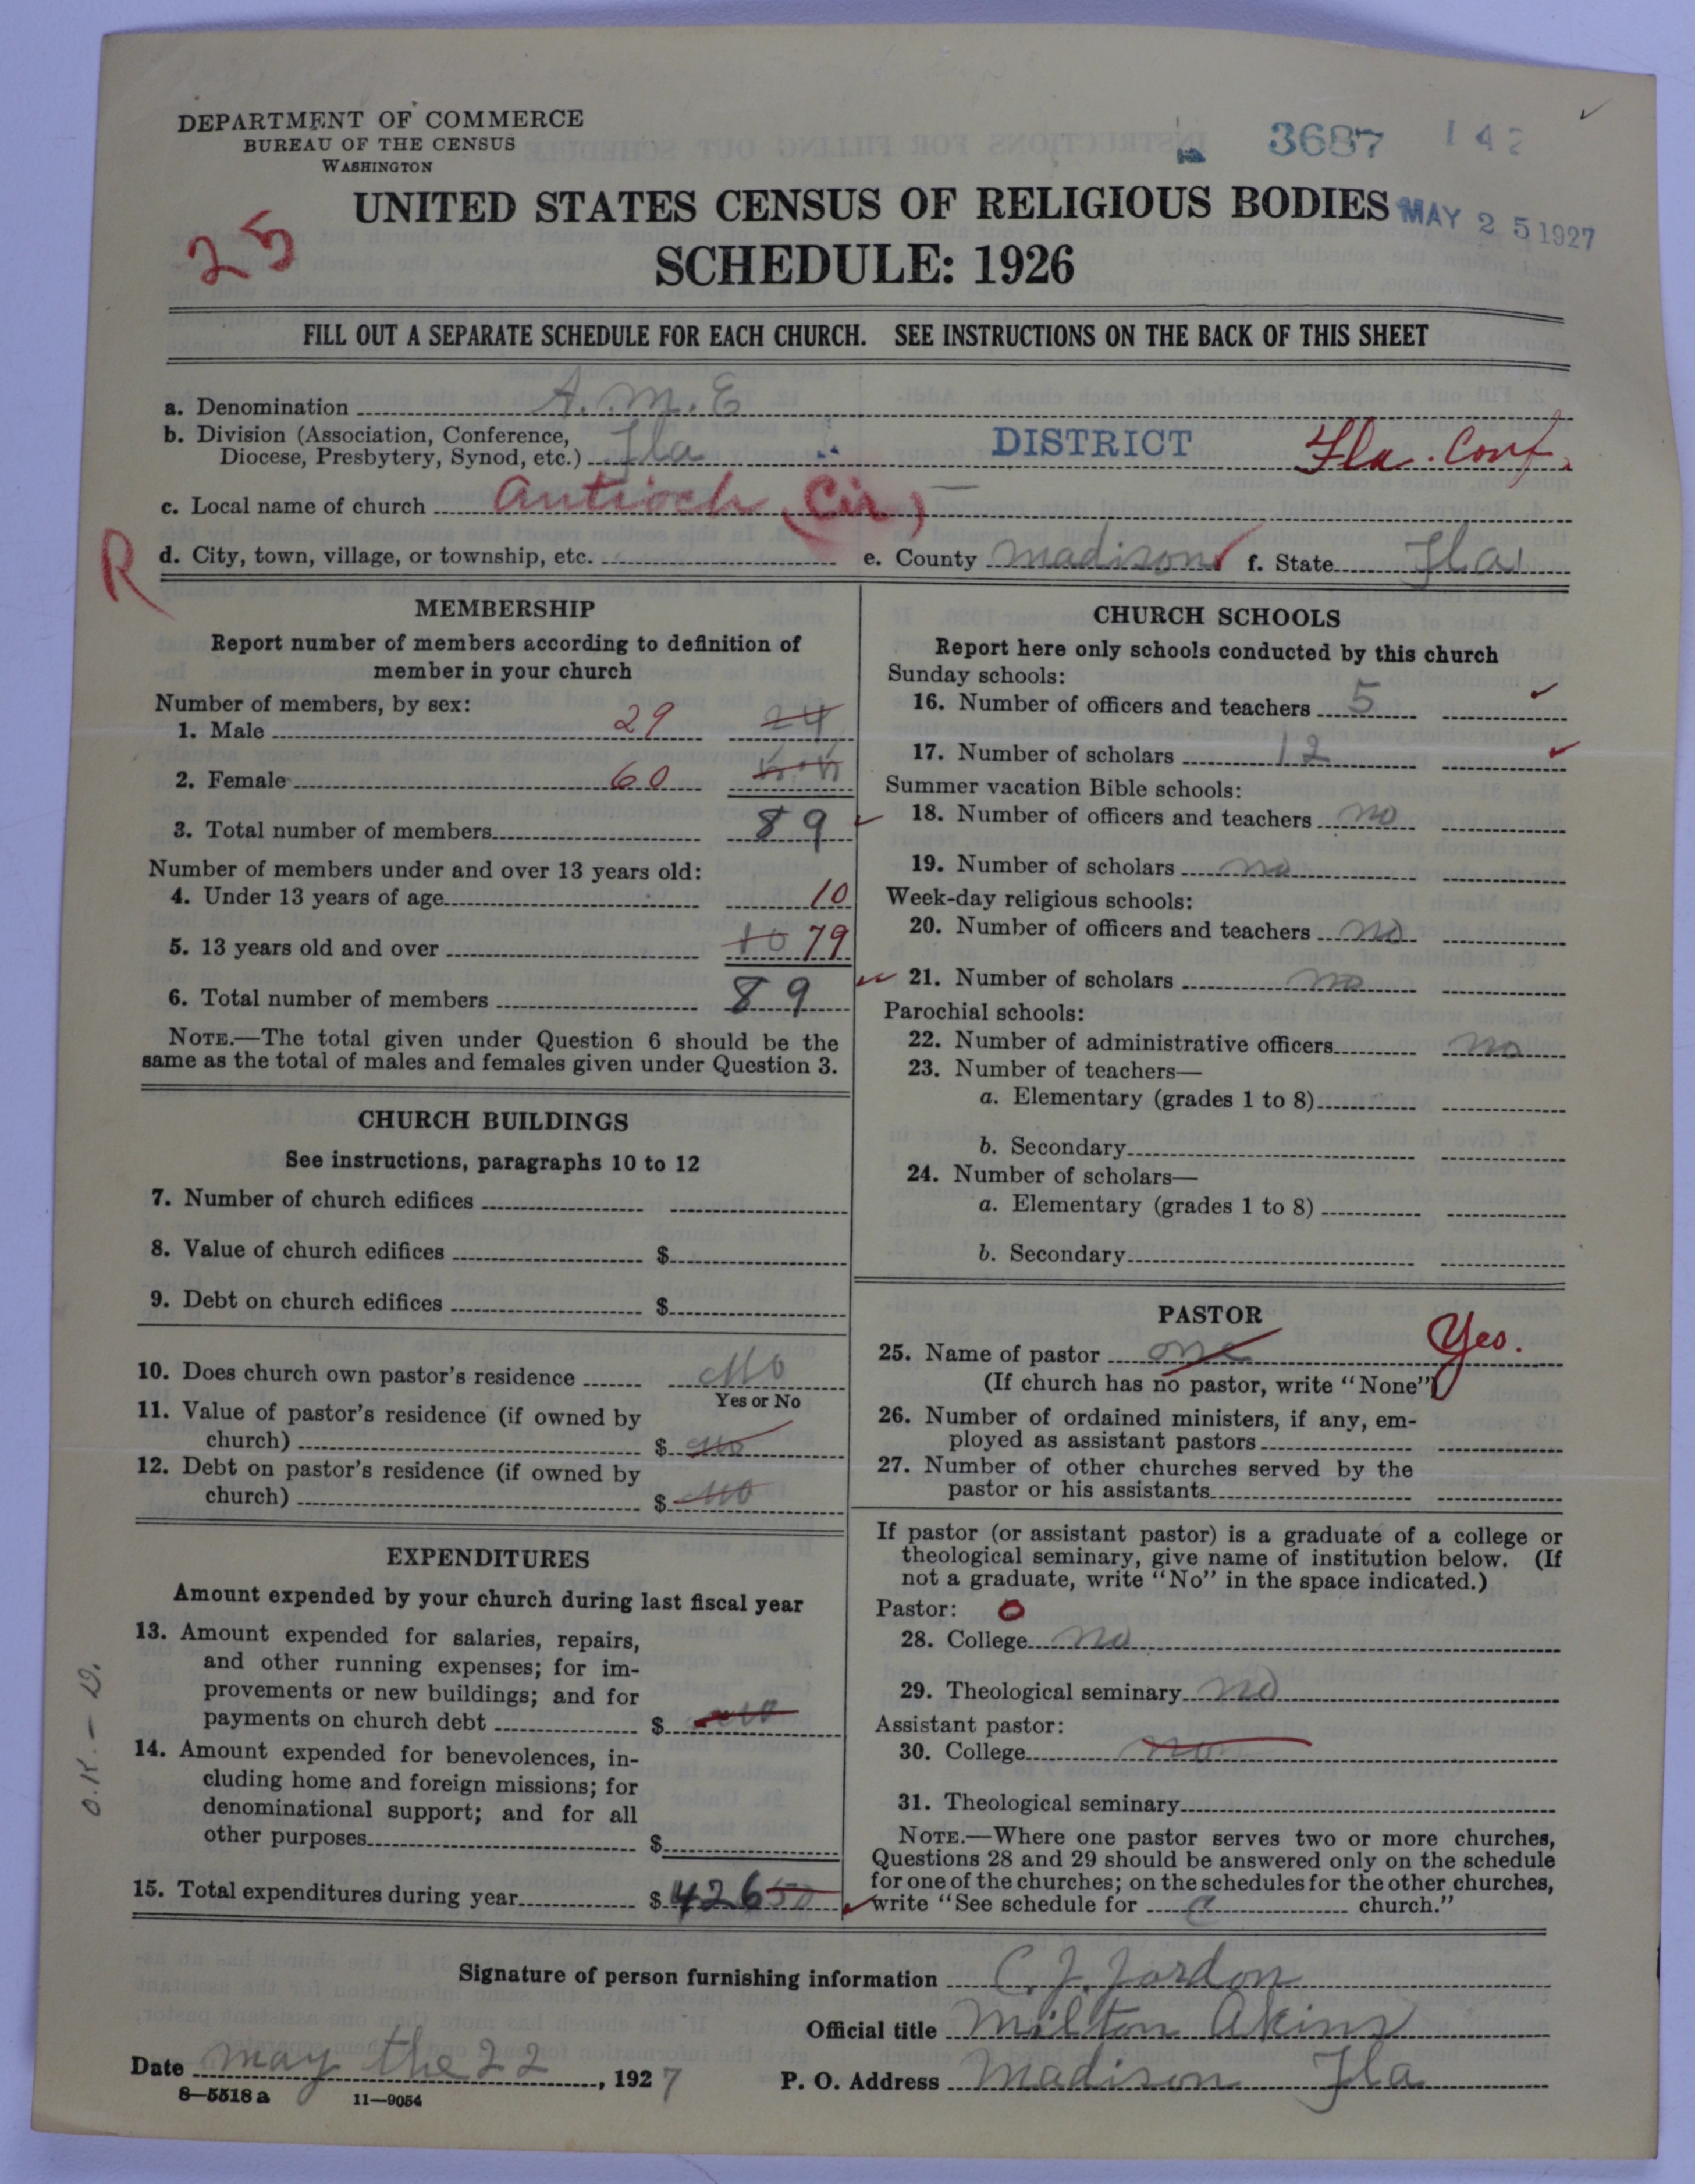 DEPARTMENT OF COMMERCE
BUREAU OF THE CENSUS
WASHINGTON
3687 142
UNITED STATES CENSUS OF RELIGIOUS BODIES
MAY 25 1927
25
SCHEDULE: 1926
FILL OUT A SEPARATE SCHEDULE FOR EACH CHURCH. SEE INSTRUCTIONS ON THE BACK OF THIS SHEET
a. Denomination A.M.E
b. Division (Association, Conference,
Diocese, Presbytery, Synod, etc.) Fla DISTRICT Fla. Conf.
c. Local name of church Antioch (Cir)
R
d. City, town, village, or township, etc. e. County Madison f. State Fla
MEMBERSHIP
Report number of members according to definition of
member in your church
Number of members, by sex:
1. Male 29 24
2. Female 60
3. Total number of members 89
Number of members under and over 13 years old:
4. Under 13 years of age 10
5. 13 years old and over 10 79
6. Total number of members 89
NOTE.—The total given under Question 6 should be the
same as the total of males and females given under Question 3.
CHURCH BUILDINGS
See instructions, paragraphs 10 to 12
7. Number of church edifices
8. Value of church edifices $
9. Debt on church edifices $
10. Does church own pastor's residence No
Yes or No
11. Value of pastor's residence (if owned by
church) $ No
12. Debt on pastor's residence (if owned by
church) $ No
EXPENDITURES
Amount expended by your church during last fiscal year
13. Amount expended for salaries, repairs,
and other running expenses; for im-
provements or new buildings; and for
payments on church debt $ No
14. Amount expended for benevolences, in-
cluding home and foreign missions; for
denominational support; and for all
other purposes $
15. Total expenditures during year $ 426 50
O.K. — D.
CHURCH SCHOOLS
Report here only schools conducted by this church
Sunday schools:
16. Number of officers and teachers 5
17. Number of scholars 12
Summer vacation Bible schools:
18. Number of officers and teachers no
19. Number of scholars no
Week-day religious schools:
20. Number of officers and teachers no
21. Number of scholars no
Parochial schools:
22. Number of administrative officers no
23. Number of teachers—
a. Elementary (grades 1 to 8)
b. Secondary
24. Number of scholars—
a. Elementary (grades 1 to 8)
b. Secondary
PASTOR
25. Name of pastor one Yes.
(If church has no pastor, write "None")
26. Number of ordained ministers, if any, em-
ployed as assistant pastors
27. Number of other churches served by the
pastor or his assistants
If pastor (or assistant pastor) is a graduate of a college or
theological seminary, give name of institution below. (If
not a graduate, write "No" in the space indicated.)
Pastor: O
28. College no
29. Theological seminary no
Assistant pastor:
30. College no
31. Theological seminary
NOTE.—Where one pastor serves two or more churches,
Questions 28 and 29 should be answered only on the schedule
for one of the churches; on the schedules for the other churches,
write "See schedule for C church."
Signature of person furnishing information C. J. Jordon
Official title Milton Akins
Date may the 22, 1927 P. O. Address Madison Fla
8—5518 a 11—9054